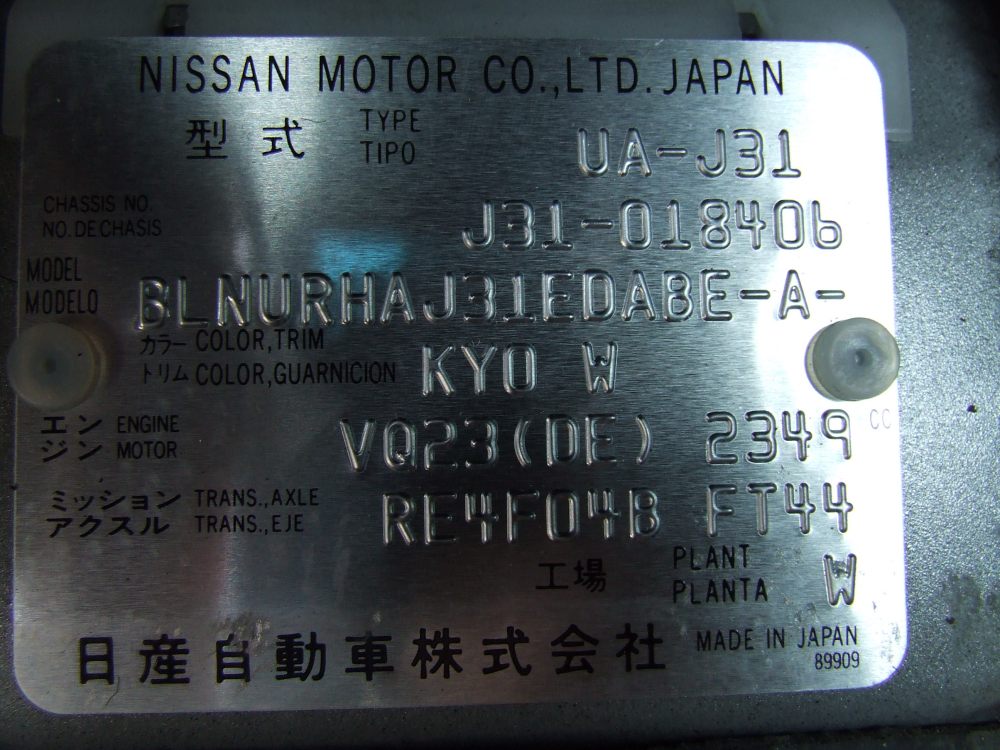 NISSAN MOTOR CO.,LTD. JAPAN
型式 TYPE UA-J31
TIPO
CHASSIS NO. J31-018406
NO. DE CHASIS
MODEL BLNURHAJ31EDABE-A-
MODELO
カラー COLOR,TRIM KY0 W
トリム COLOR,GUARNICION
エン ENGINE VQ23(DE) 2349 CC
ジン MOTOR
ミッション TRANS.,AXLE RE4F04B FT44
アクスル TRANS.,EJE
工場 PLANT W
PLANTA
日産自動車株式会社 MADE IN JAPAN
89909